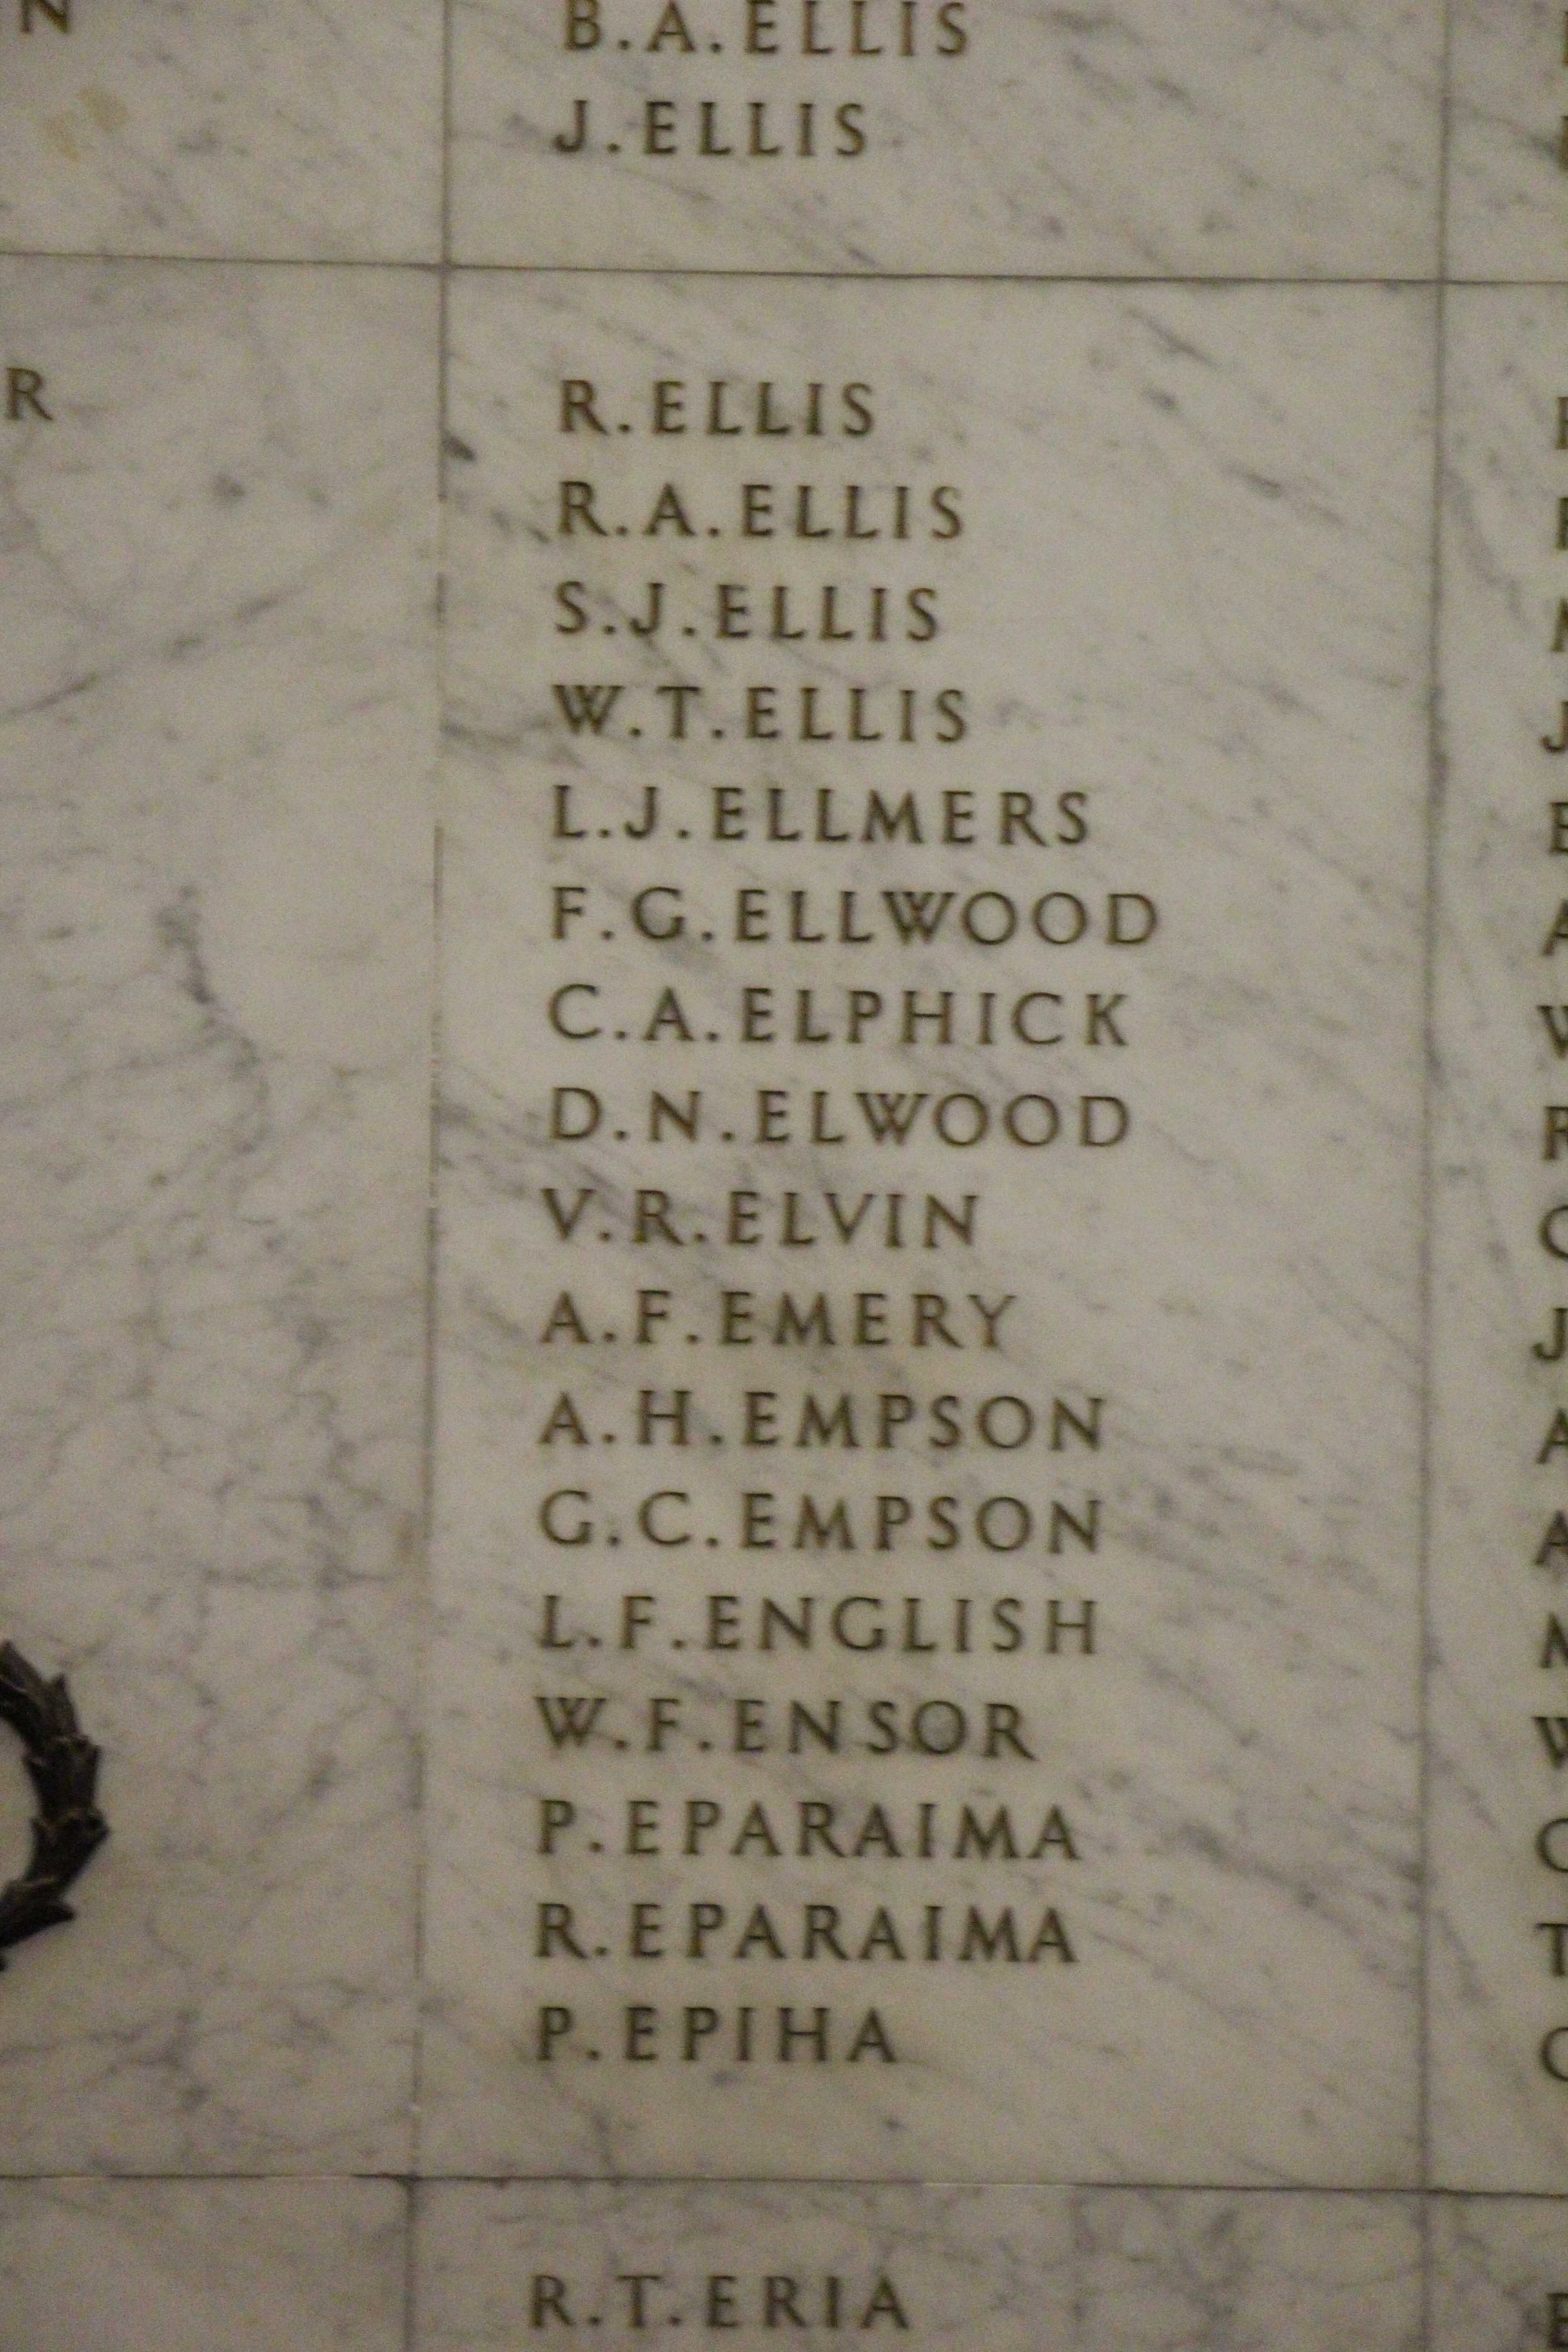 B.A.ELLIS
J.ELLIS
R.ELLIS
R.A.ELLIS
S.J.ELLIS
W.T.ELLIS
L.J.ELLMERS
F.G.ELLWOOD
C.A.ELPHICK
D.N.ELWOOD
V.R.ELVIN
A.F.EMERY
A.H.EMPSON
G.C.EMPSON
L.F.ENGLISH
W.F.ENSOR
P.EPARAIMA
R.EPARAIMA
P.EPIHA
R.T.ERIA